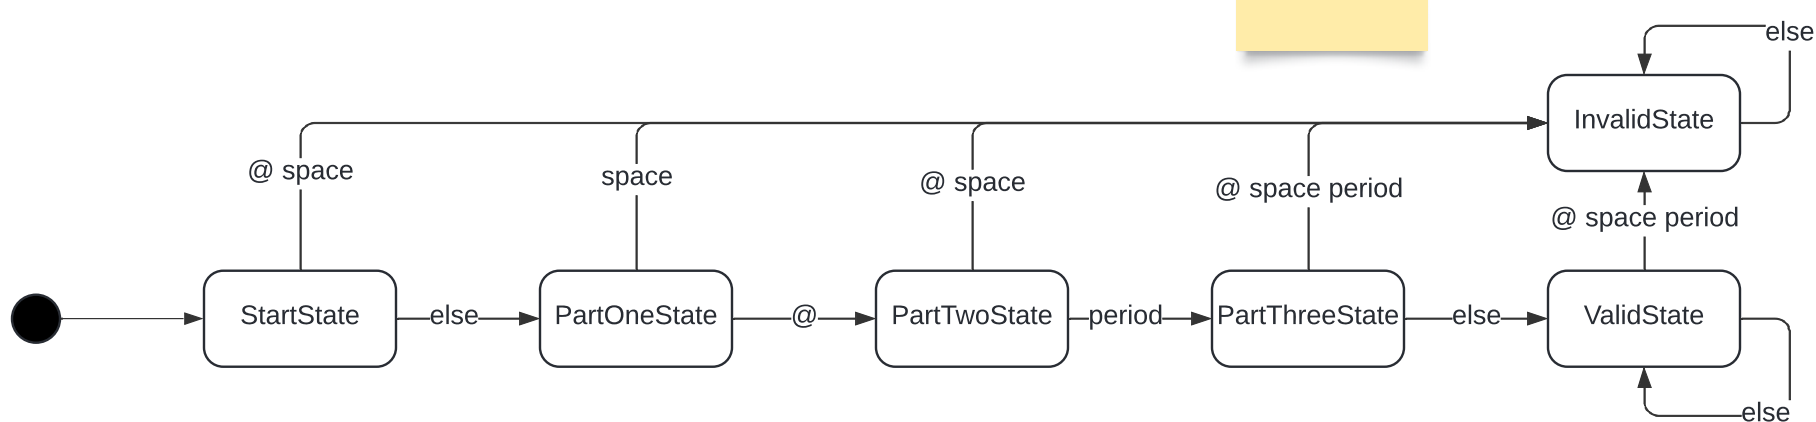 else
InvalidState
@ space
space
@ space
@ space period
@ space period
StartState
else
PartOneState
@
PartTwoState
period
PartThreeState
else
ValidState
else